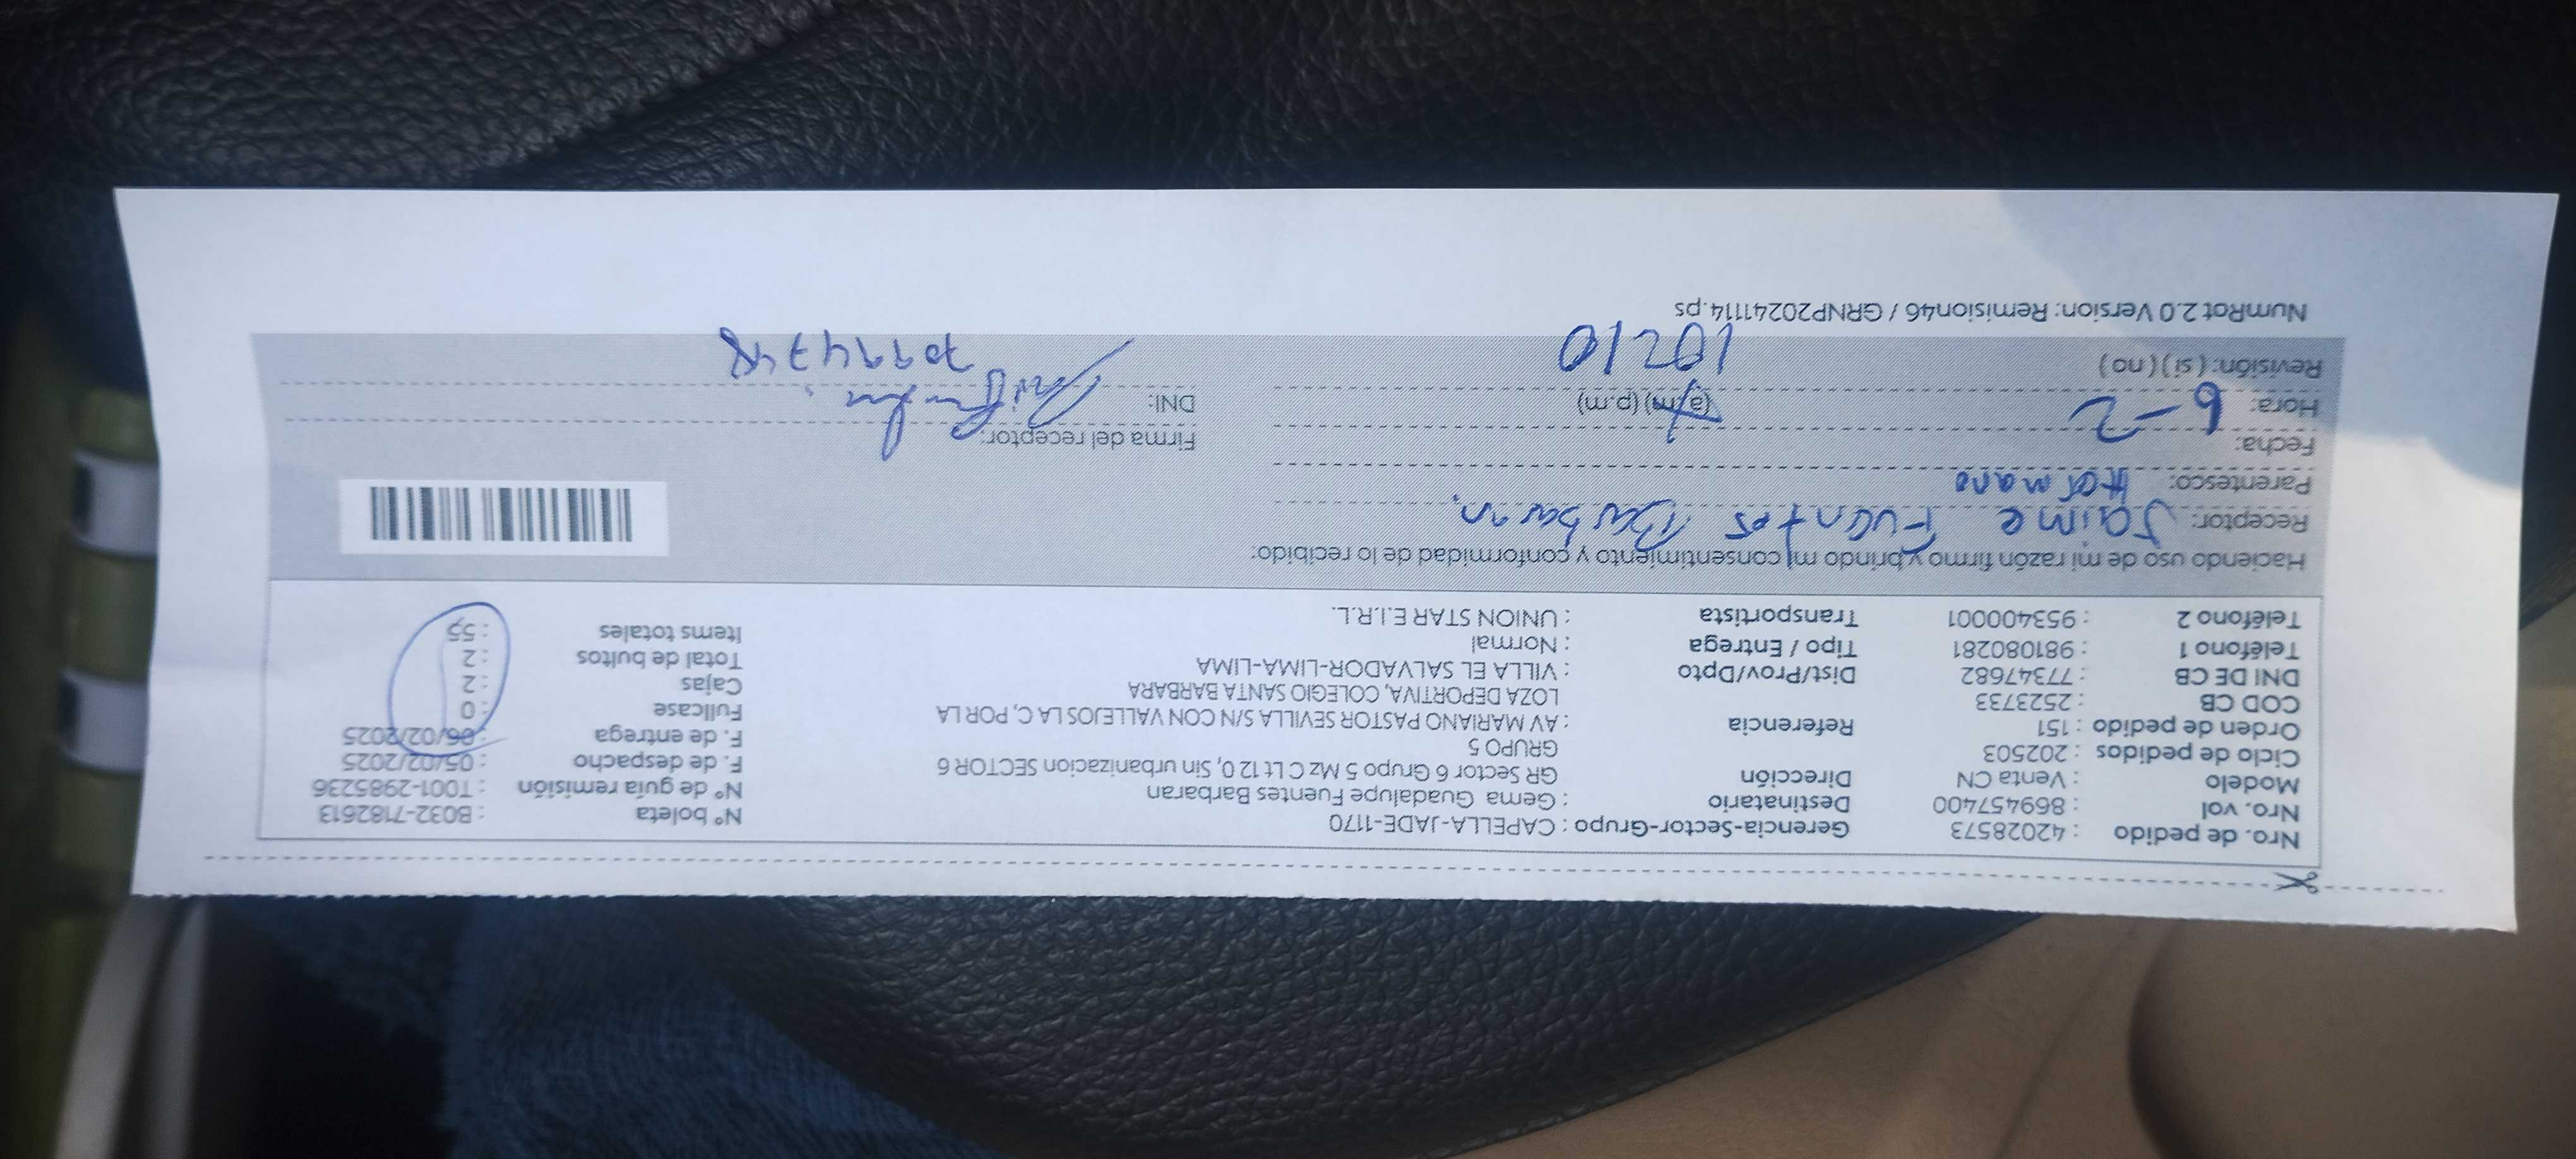 Nro. de pedido : 42028573 Gerencia-Sector-Grupo : CAPELLA-JADE-1170 N° boleta : B032-7182613
Nro. vol : 869457400 Destinatario : Gema Guadalupe Fuentes Barbaran N° de guía remisión : T001-2985236
Modelo : Venta CN Dirección GR Sector 6 Grupo 5 Mz C Lt 12 0, Sin urbanizacion SECTOR 6 F. de despacho : 05/02/2025
Ciclo de pedidos : 202503 GRUPO 5 F. de entrega : 06/02/2025
Orden de pedido : 151 Referencia : AV MARIANO PASTOR SEVILLA S/N CON VALLEJOS LA C, POR LA Fullcase : 0
COD CB : 2523733 LOZA DEPORTIVA, COLEGIO SANTA BARBARA Cajas : 2
DNI DE CB : 77347682 Dist/Prov/Dpto : VILLA EL SALVADOR-LIMA-LIMA Total de bultos : 2
Teléfono 1 : 981080281 Tipo / Entrega : Normal Items totales : 55
Teléfono 2 : 953400001 Transportista : UNION STAR E.I.R.L.
Haciendo uso de mi razón firmo y brindo mi consentimiento y conformidad de lo recibido:
Receptor: Jaime Fuentes Barbaran.
Parentesco: Hermano
Fecha: 6-2 Firma del receptor:
Hora: (a.m) (p.m) DNI:
Revisión: ( si ) ( no ) 10210 70994748
NumRot 2.0 Version: Remision46 / GRNP20241114.ps